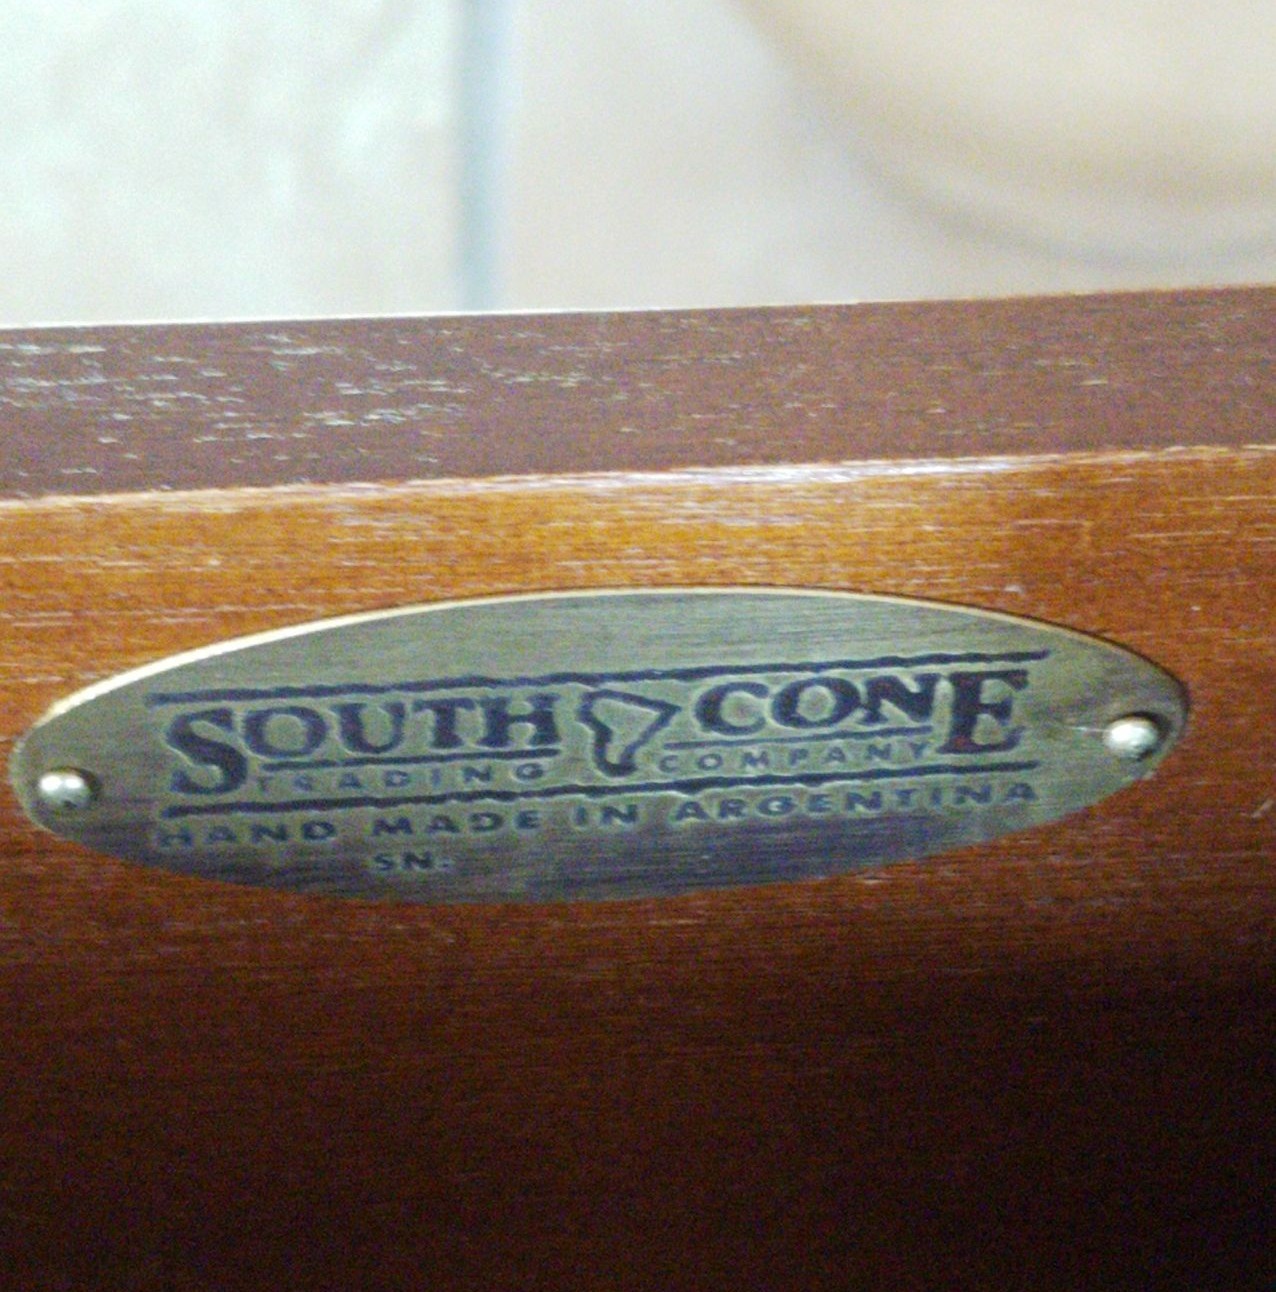 SOUTH CONE
TRADING COMPANY
HAND MADE IN ARGENTINA
SN: